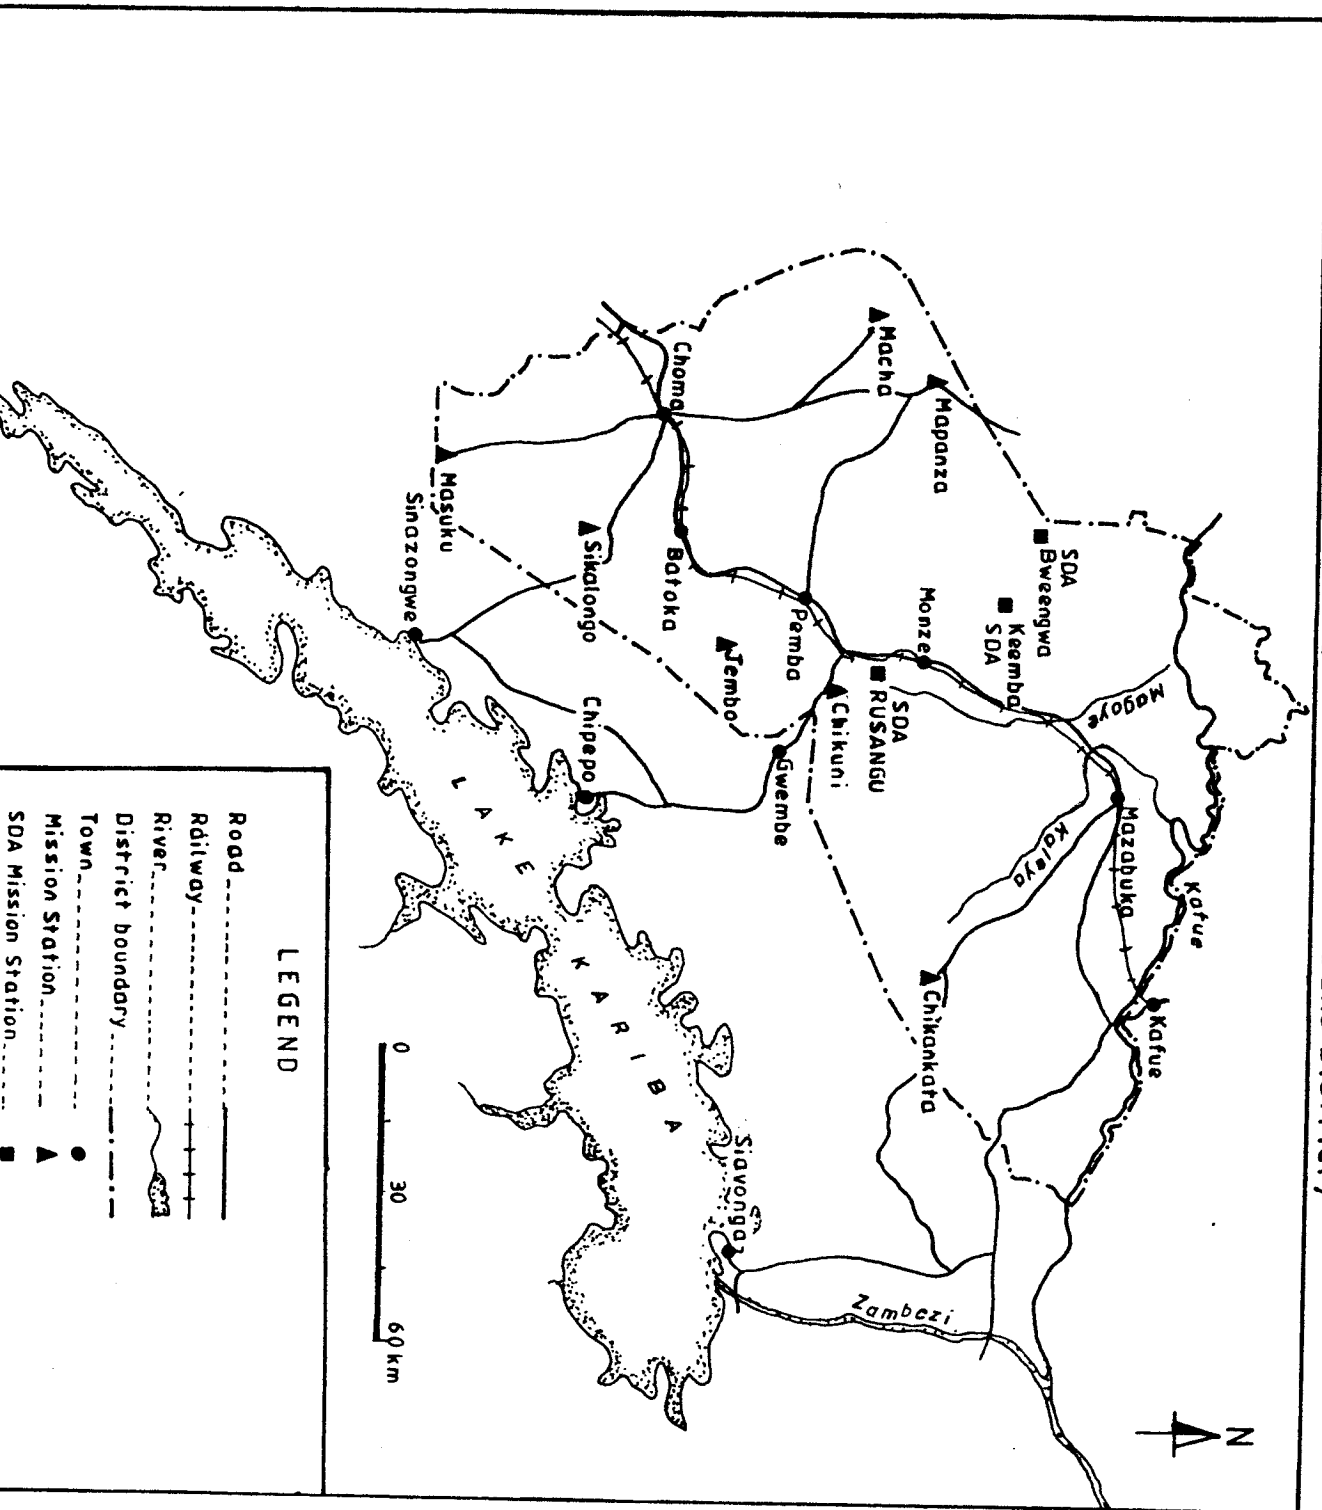 Macha
Mapanza
Choma
Masuku
Sinazongwe
Sikalongo
Batoka
Pemba
Monze
SDA
Bweengwa
Keemba
SDA
Magoye
SDA
RUSANGU
Chikuni
Jembo
Gwembe
Chipepo
Mazabuka
Kaleya
Kafue
Kafue
Chikankata
Siavonga
Zambezi
LAKE KARIBA
N
0 30 60 km
LEGEND
Road
Railway
River
District boundary
Town
Mission Station
SDA Mission Station